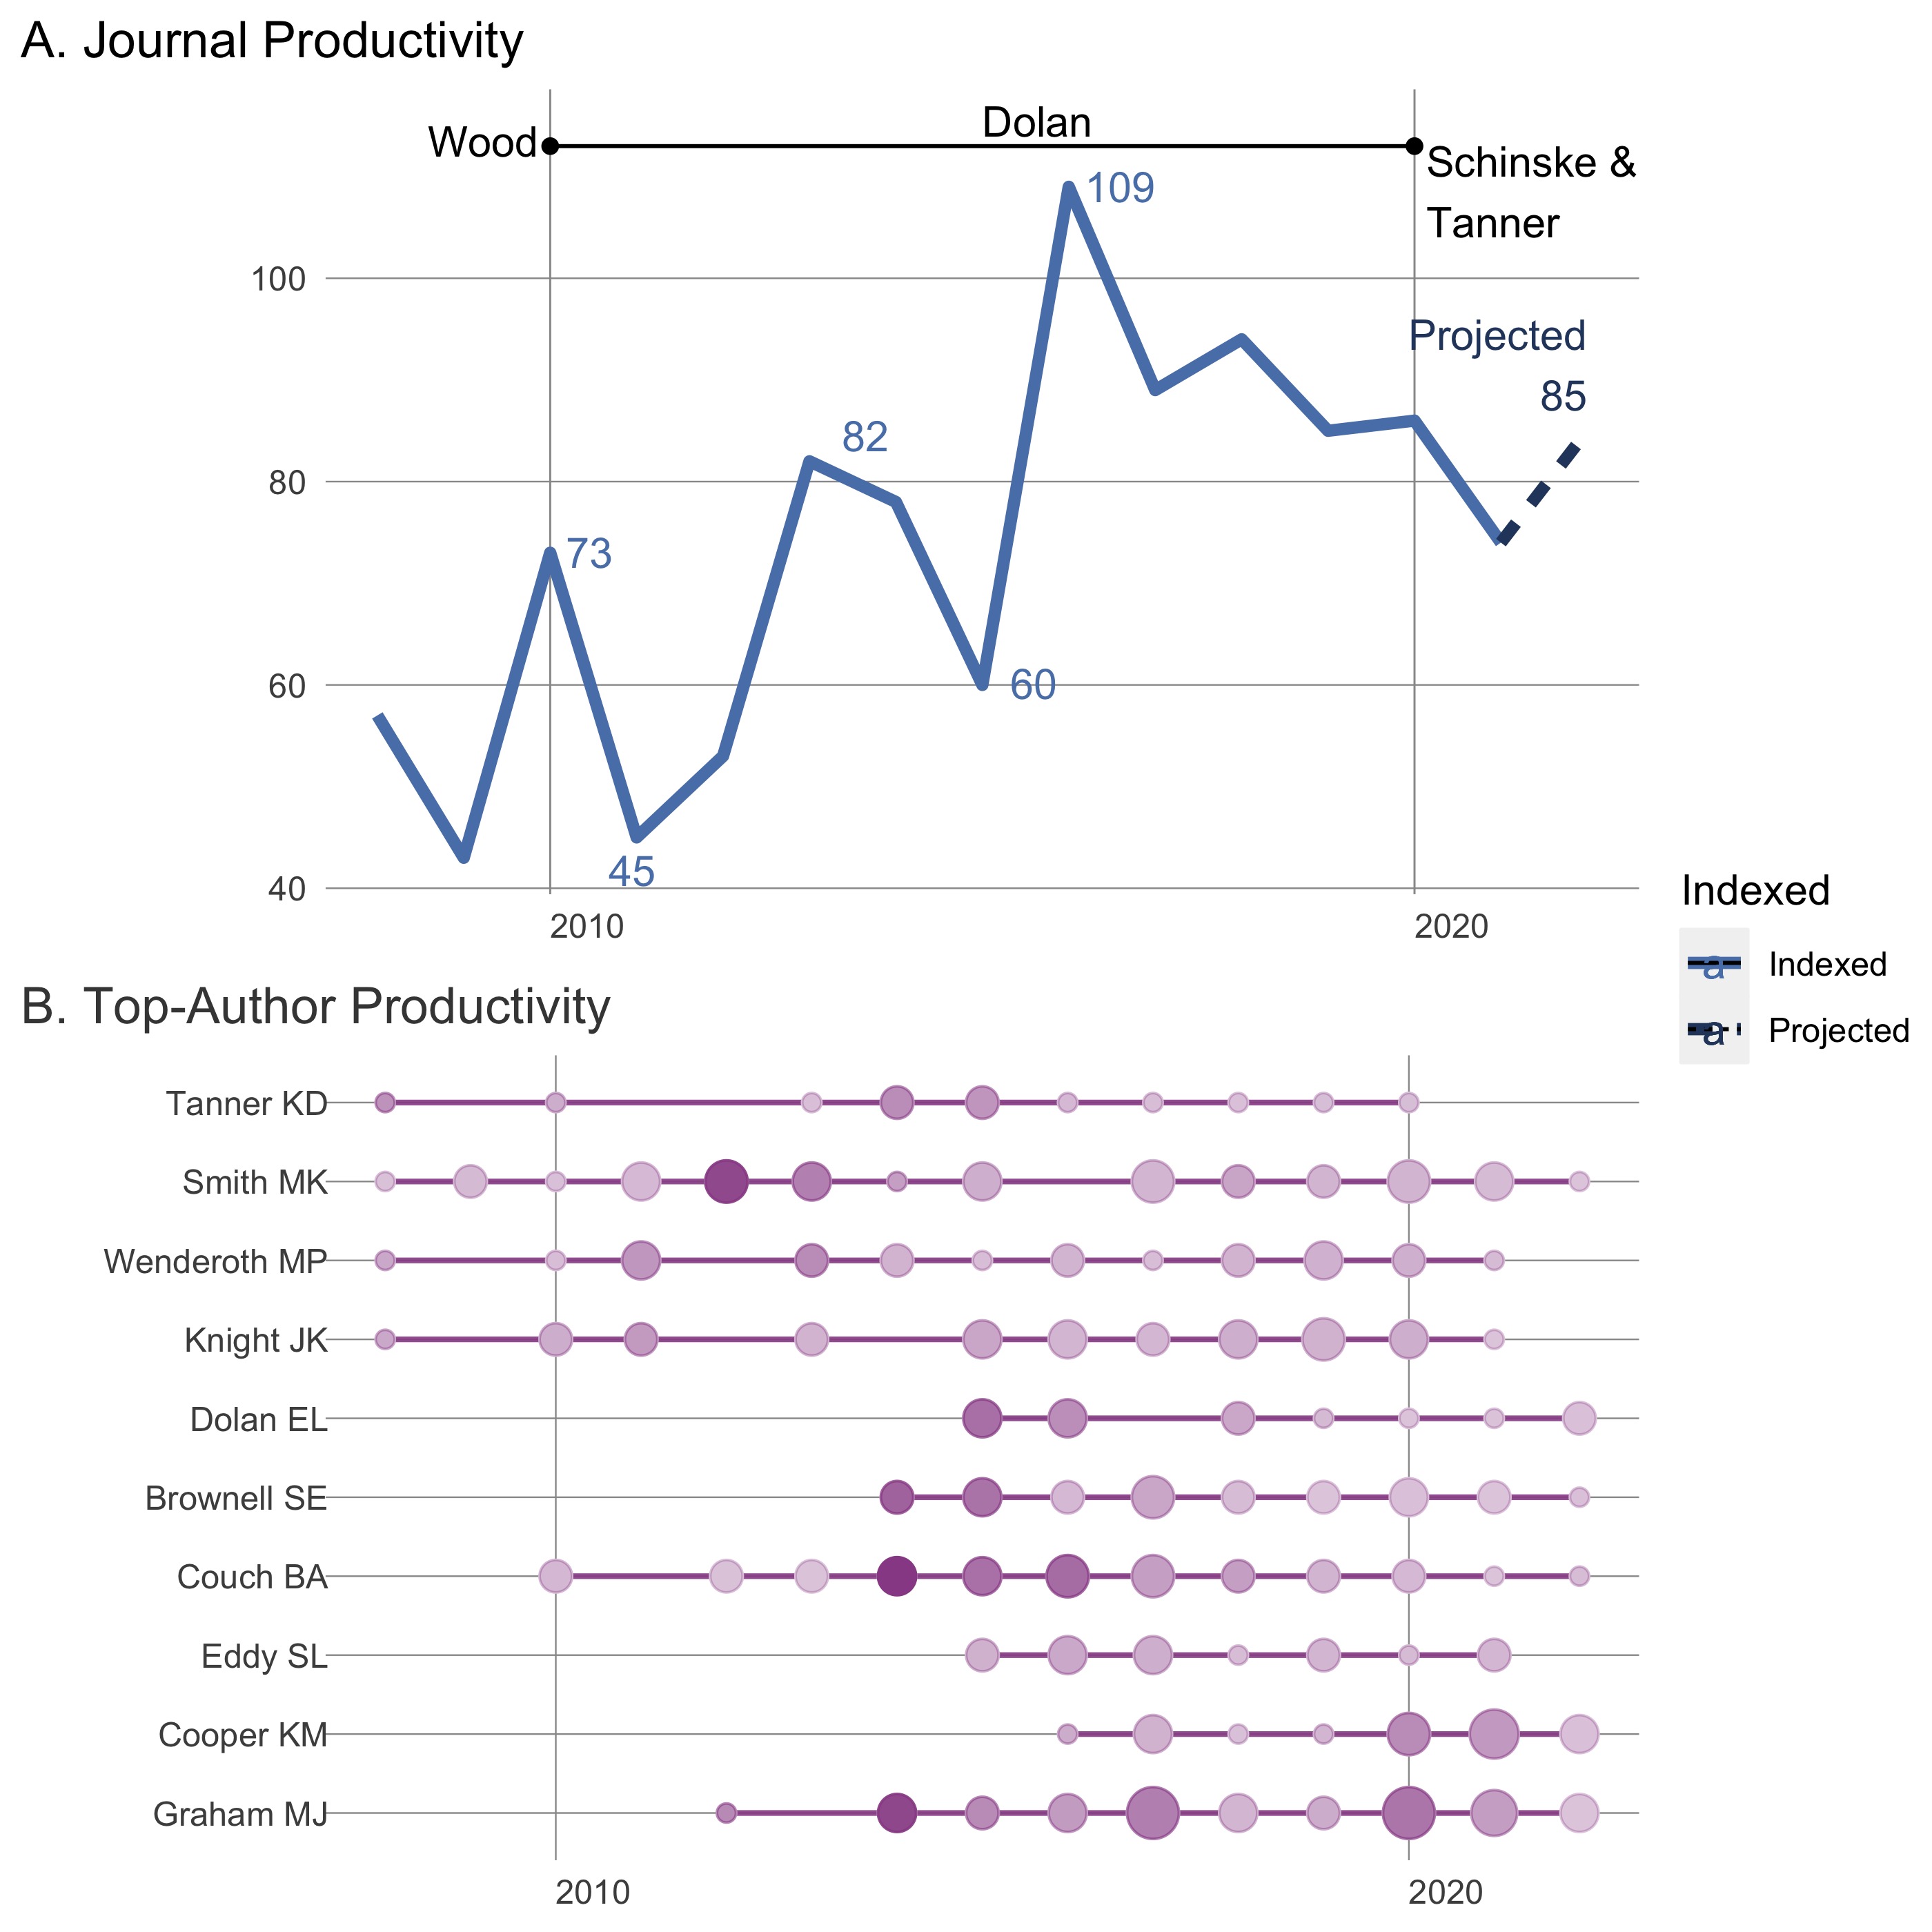 A. Journal Productivity
Wood
Dolan
Schinske &
Tanner
109
100
Projected
85
82
80
73
60
60
45
40
2010
2020
Indexed
a Indexed
a Projected
B. Top-Author Productivity
Tanner KD
Smith MK
Wenderoth MP
Knight JK
Dolan EL
Brownell SE
Couch BA
Eddy SL
Cooper KM
Graham MJ
2010
2020